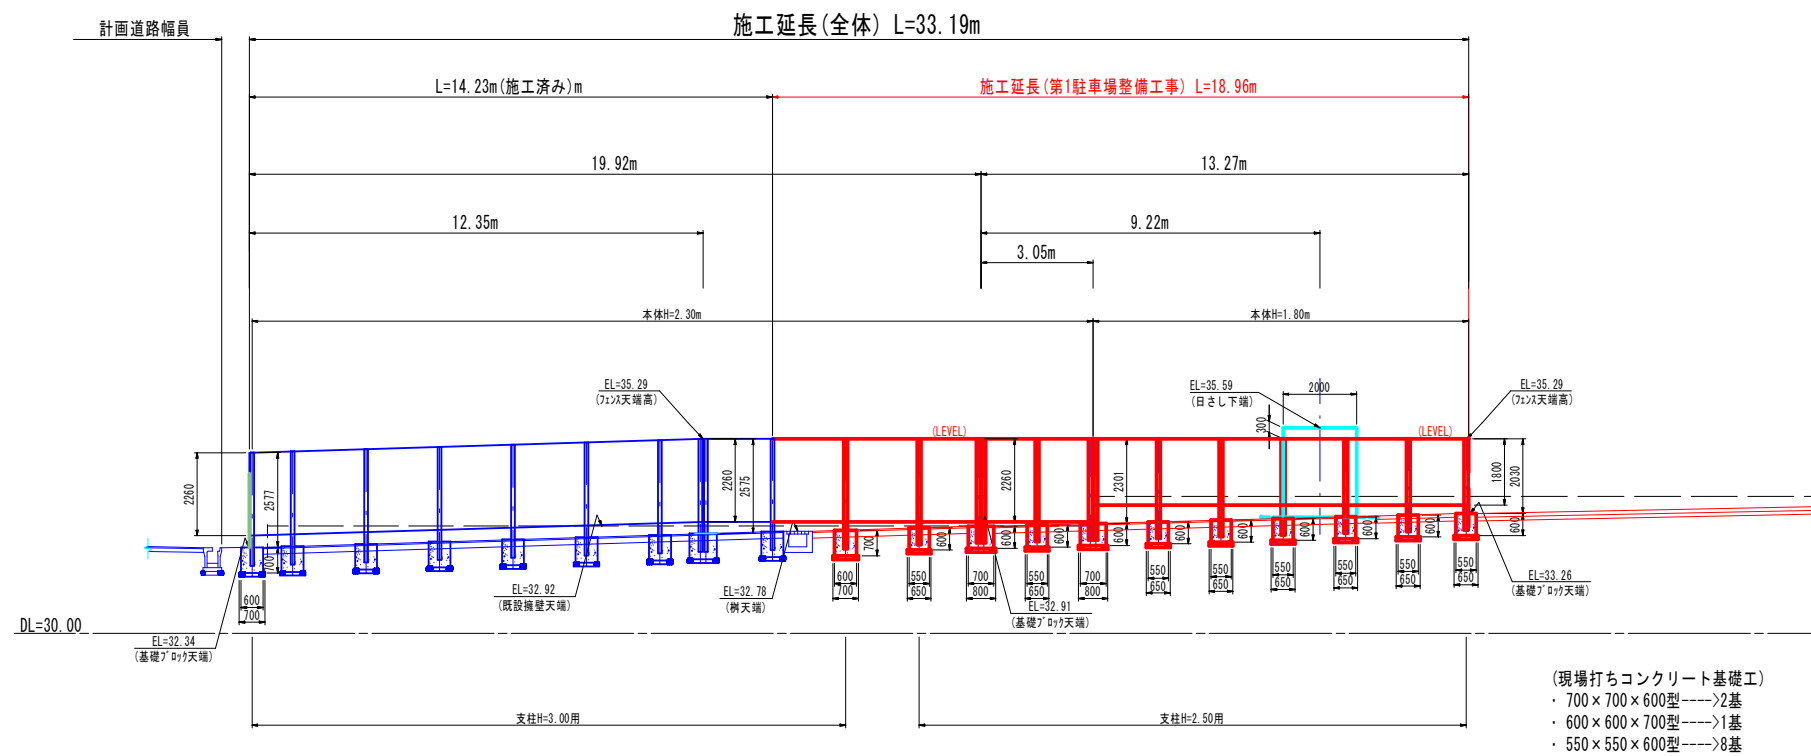 計画道路幅員
施工延長(全体) L=33.19m
L=14.23m(施工済み)m
施工延長(第1駐車場整備工事) L=18.96m
19.92m
13.27m
12.35m
9.22m
3.05m
本体H=2.30m
本体H=1.80m
EL=35.29
(フェンス天端高)
EL=35.59
(日さし下端)
2000
EL=35.29
(フェンス天端高)
300
(LEVEL)
(LEVEL)
2260
2577
2260
2575
2260
2301
1800
2030
700
700
600
600
600
600
600
600
600
600
600
600
600
700
600
700
550
650
700
800
550
650
700
800
550
650
550
650
550
650
550
650
550
650
550
650
EL=32.92
(既設擁壁天端)
EL=32.78
(桝天端)
EL=32.91
(基礎ブロック天端)
EL=33.26
(基礎ブロック天端)
DL=30.00
EL=32.34
(基礎ブロック天端)
支柱H=3.00用
支柱H=2.50用
(現場打ちコンクリート基礎工)
・ 700×700×600型---->2基
・ 600×600×700型---->1基
・ 550×550×600型---->8基